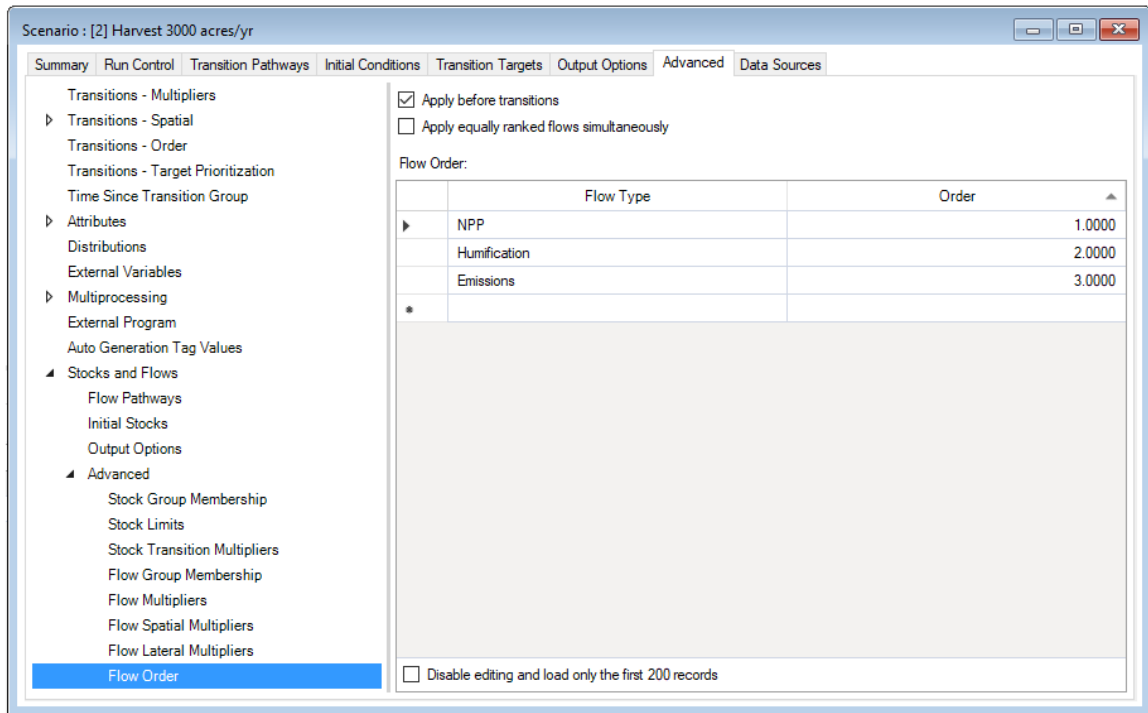 Scenario : [2] Harvest 3000 acres/yr
Summary Run Control Transition Pathways Initial Conditions Transition Targets Output Options Advanced Data Sources
Transitions - Multipliers
Transitions - Spatial
Transitions - Order
Transitions - Target Prioritization
Time Since Transition Group
Attributes
Distributions
External Variables
Multiprocessing
External Program
Auto Generation Tag Values
Stocks and Flows
Flow Pathways
Initial Stocks
Output Options
Advanced
Stock Group Membership
Stock Limits
Stock Transition Multipliers
Flow Group Membership
Flow Multipliers
Flow Spatial Multipliers
Flow Lateral Multipliers
Flow Order
Apply before transitions
Apply equally ranked flows simultaneously
Flow Order:
Flow Type Order
NPP 1.0000
Humification 2.0000
Emissions 3.0000
Disable editing and load only the first 200 records